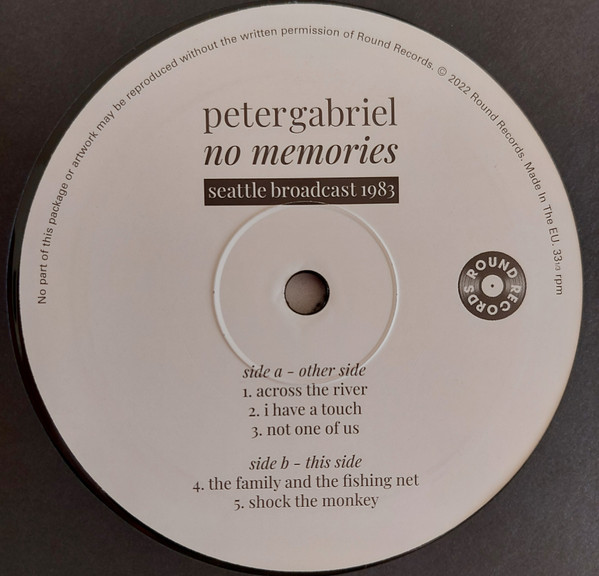 No part of this package or artwork may be reproduced without the written permission of Round Records. © 2022 Round Records. Made In The EU. 33 1/3 rpm
petergabriel
no memories
seattle broadcast 1983
ROUND RECORDS
side a - other side
1. across the river
2. i have a touch
3. not one of us
side b - this side
4. the family and the fishing net
5. shock the monkey